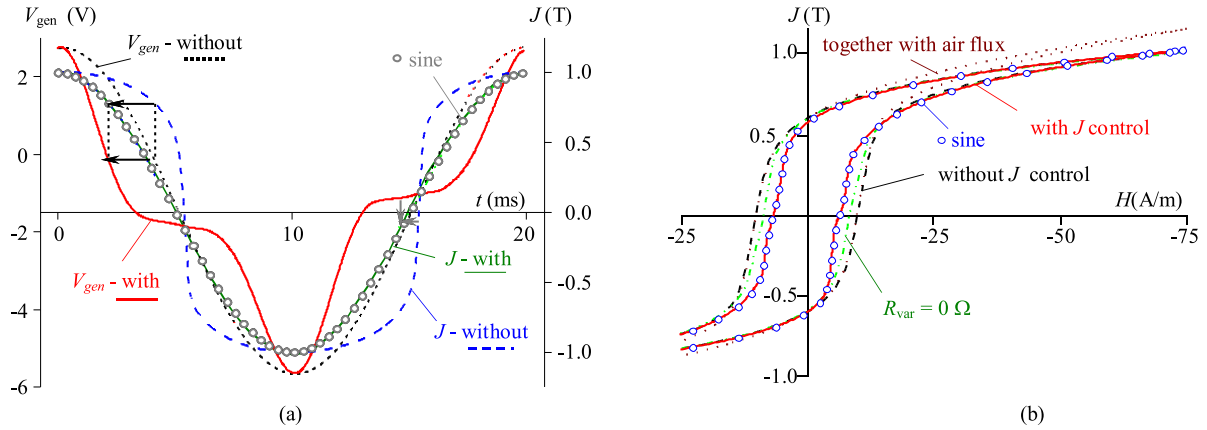 V_gen (V)
J (T)
V_gen - without
sine
2
1.0
0
0.5
t (ms)
0.0
0
10
20
-2
V_gen - with
J - with
-0.5
-4
J - without
-1.0
-6
(a)
J (T)
1.0
together with air flux
0.5
with J control
sine
without J control
H(A/m)
-25
-25
-50
-75
-0.5
R_var = 0 Ω
-1.0
(b)